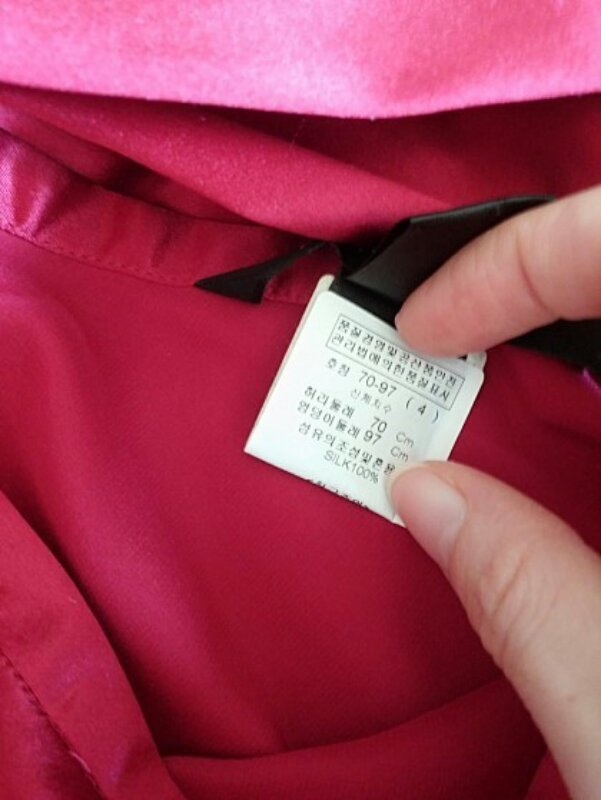 품질경영및공산품안전
관리법에의한품질표시
호칭 70-97 (4)
신체치수
허리둘레 70 Cm
엉덩이둘레 97 Cm
섬유의조성및혼용
SILK100%